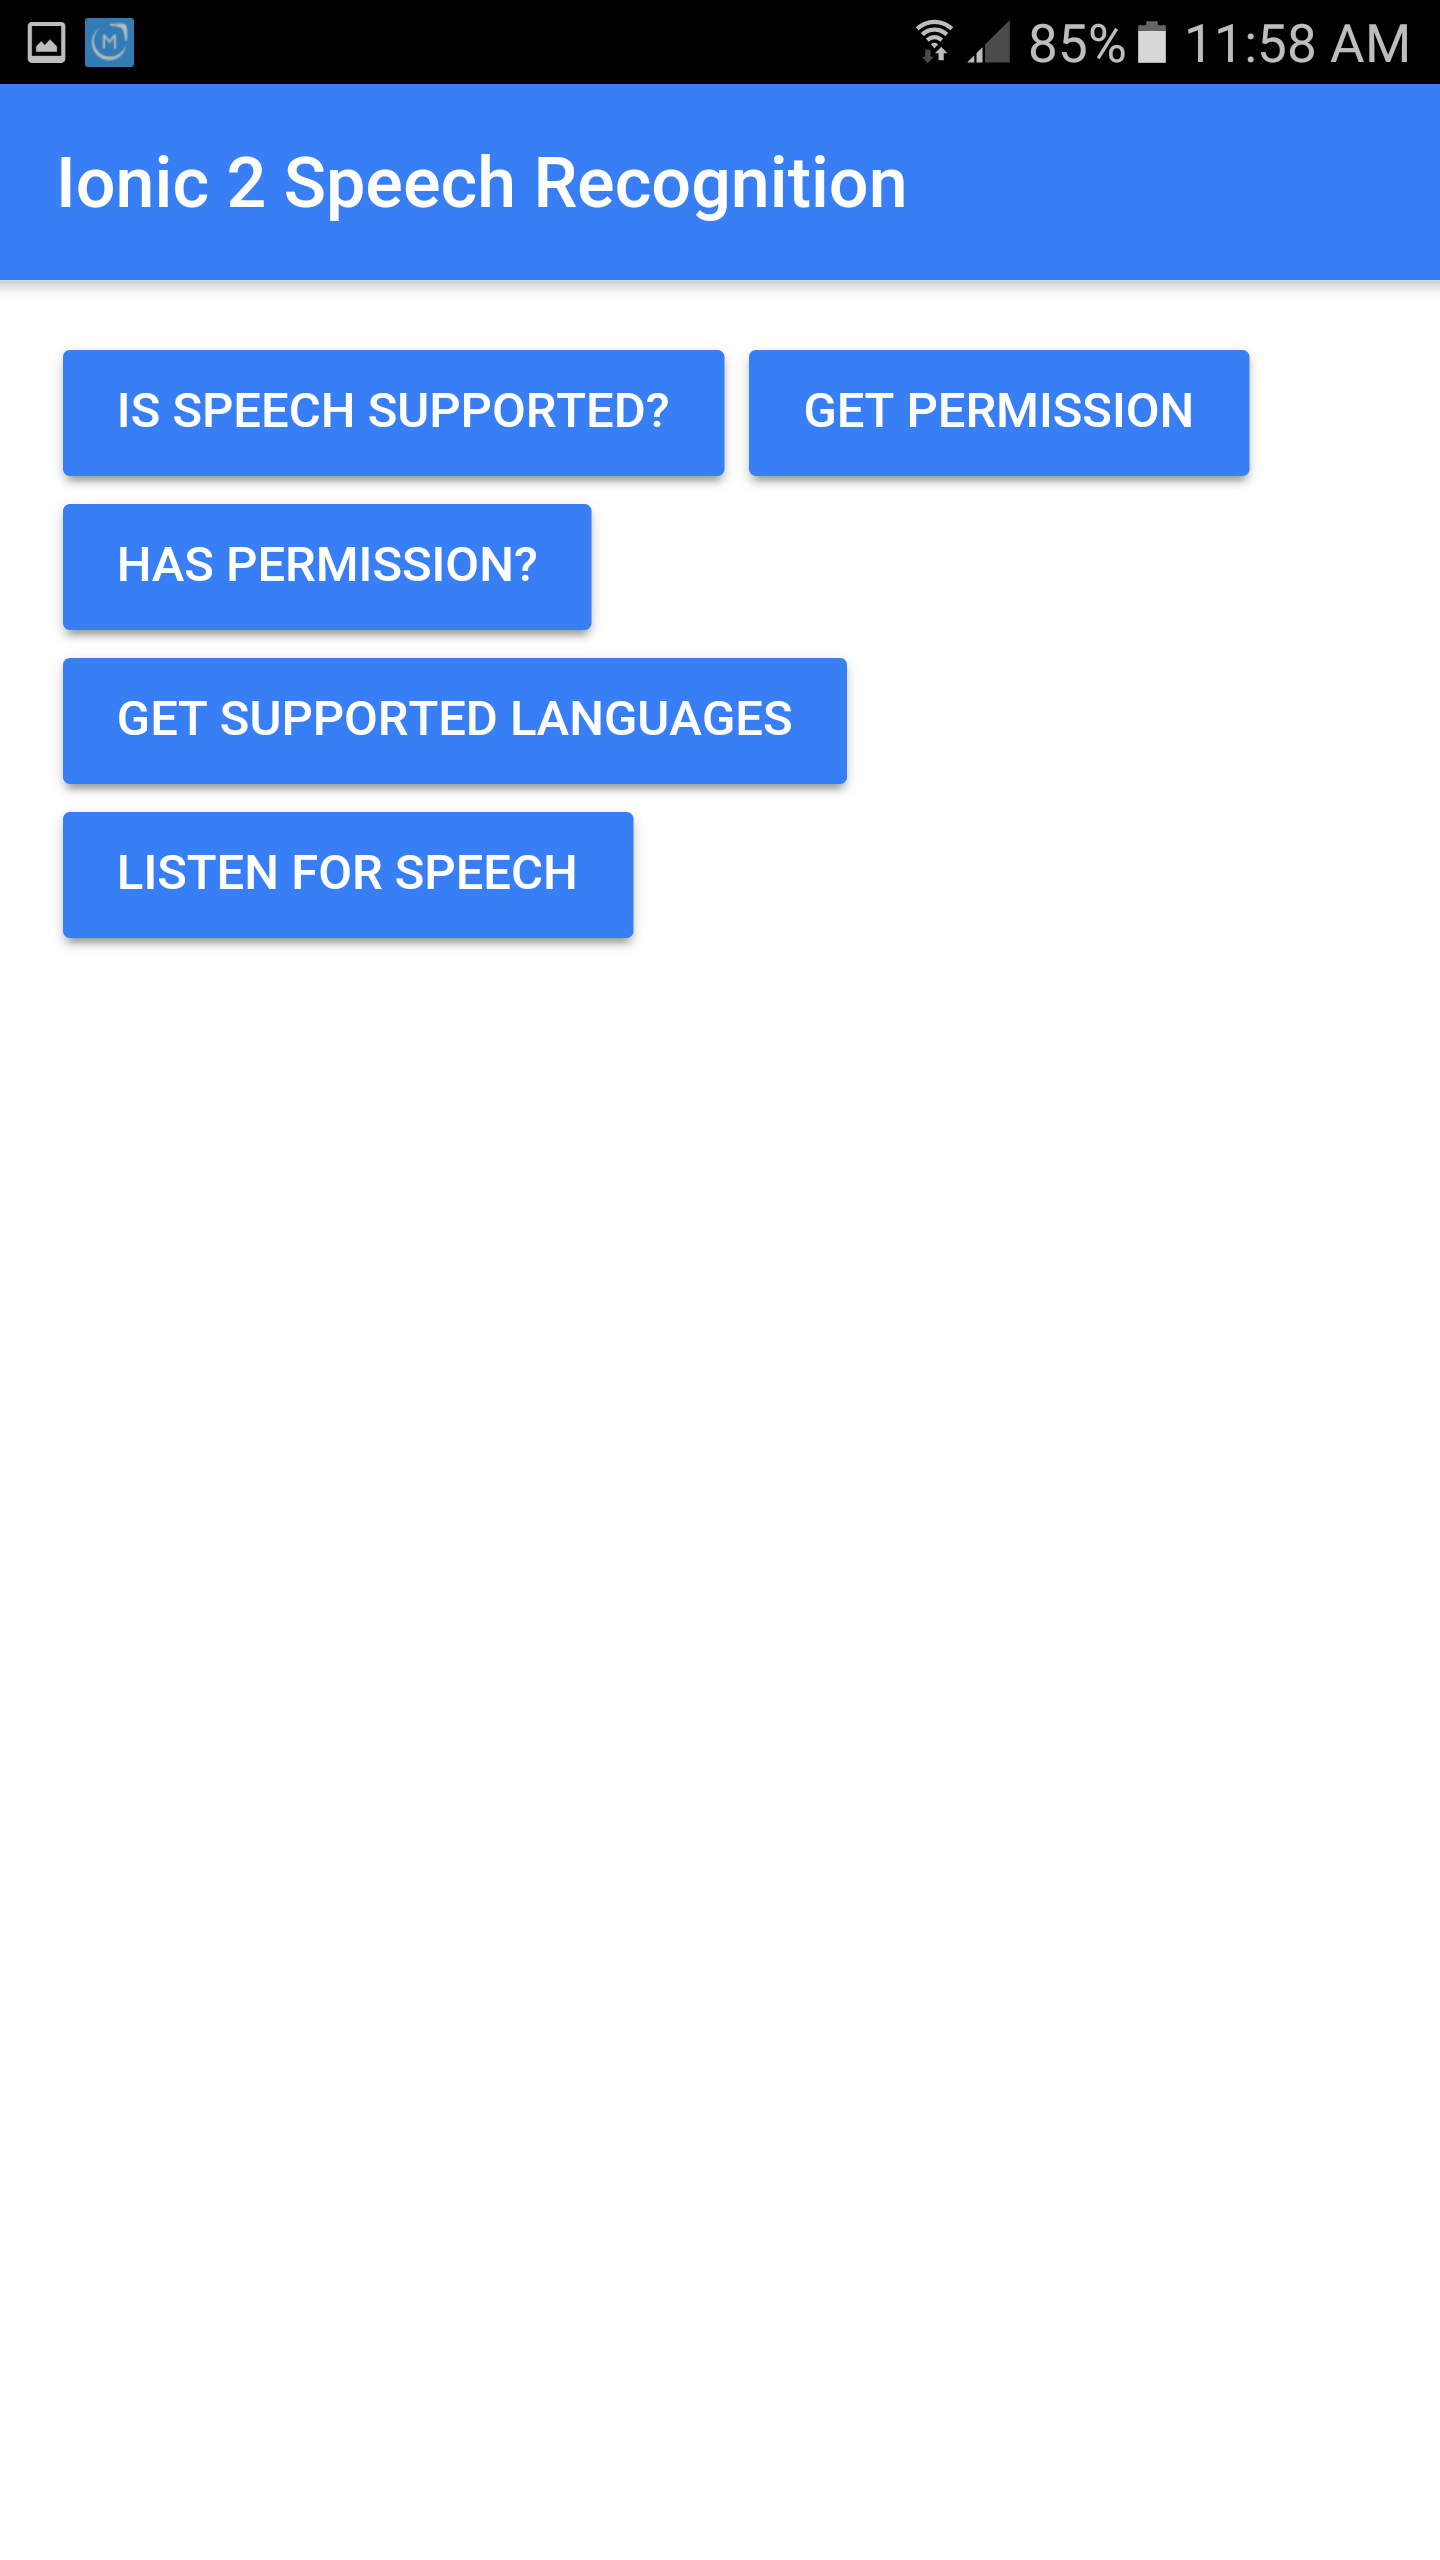 M 85% 11:58 AM
Ionic 2 Speech Recognition
IS SPEECH SUPPORTED? GET PERMISSION
HAS PERMISSION?
GET SUPPORTED LANGUAGES
LISTEN FOR SPEECH